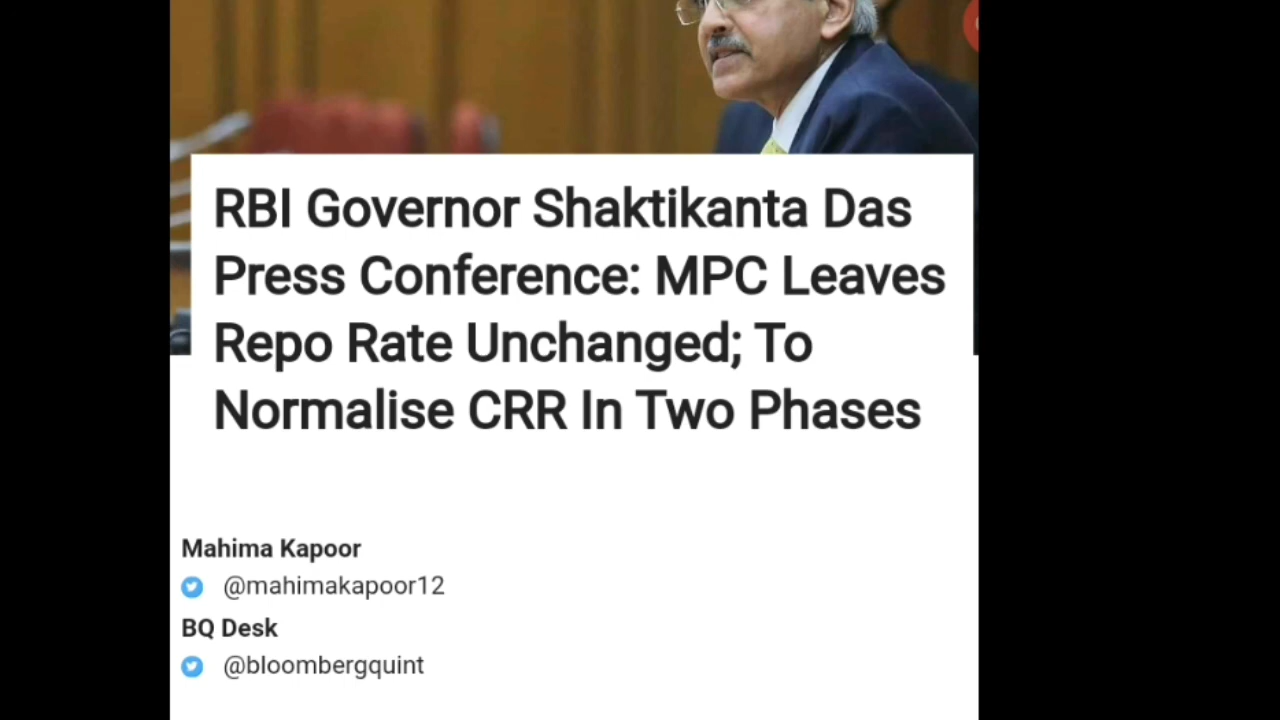 RBI Governor Shaktikanta Das
Press Conference: MPC Leaves
Repo Rate Unchanged; To
Normalise CRR In Two Phases
Mahima Kapoor
@mahimakapoor12
BQ Desk
@bloombergquint